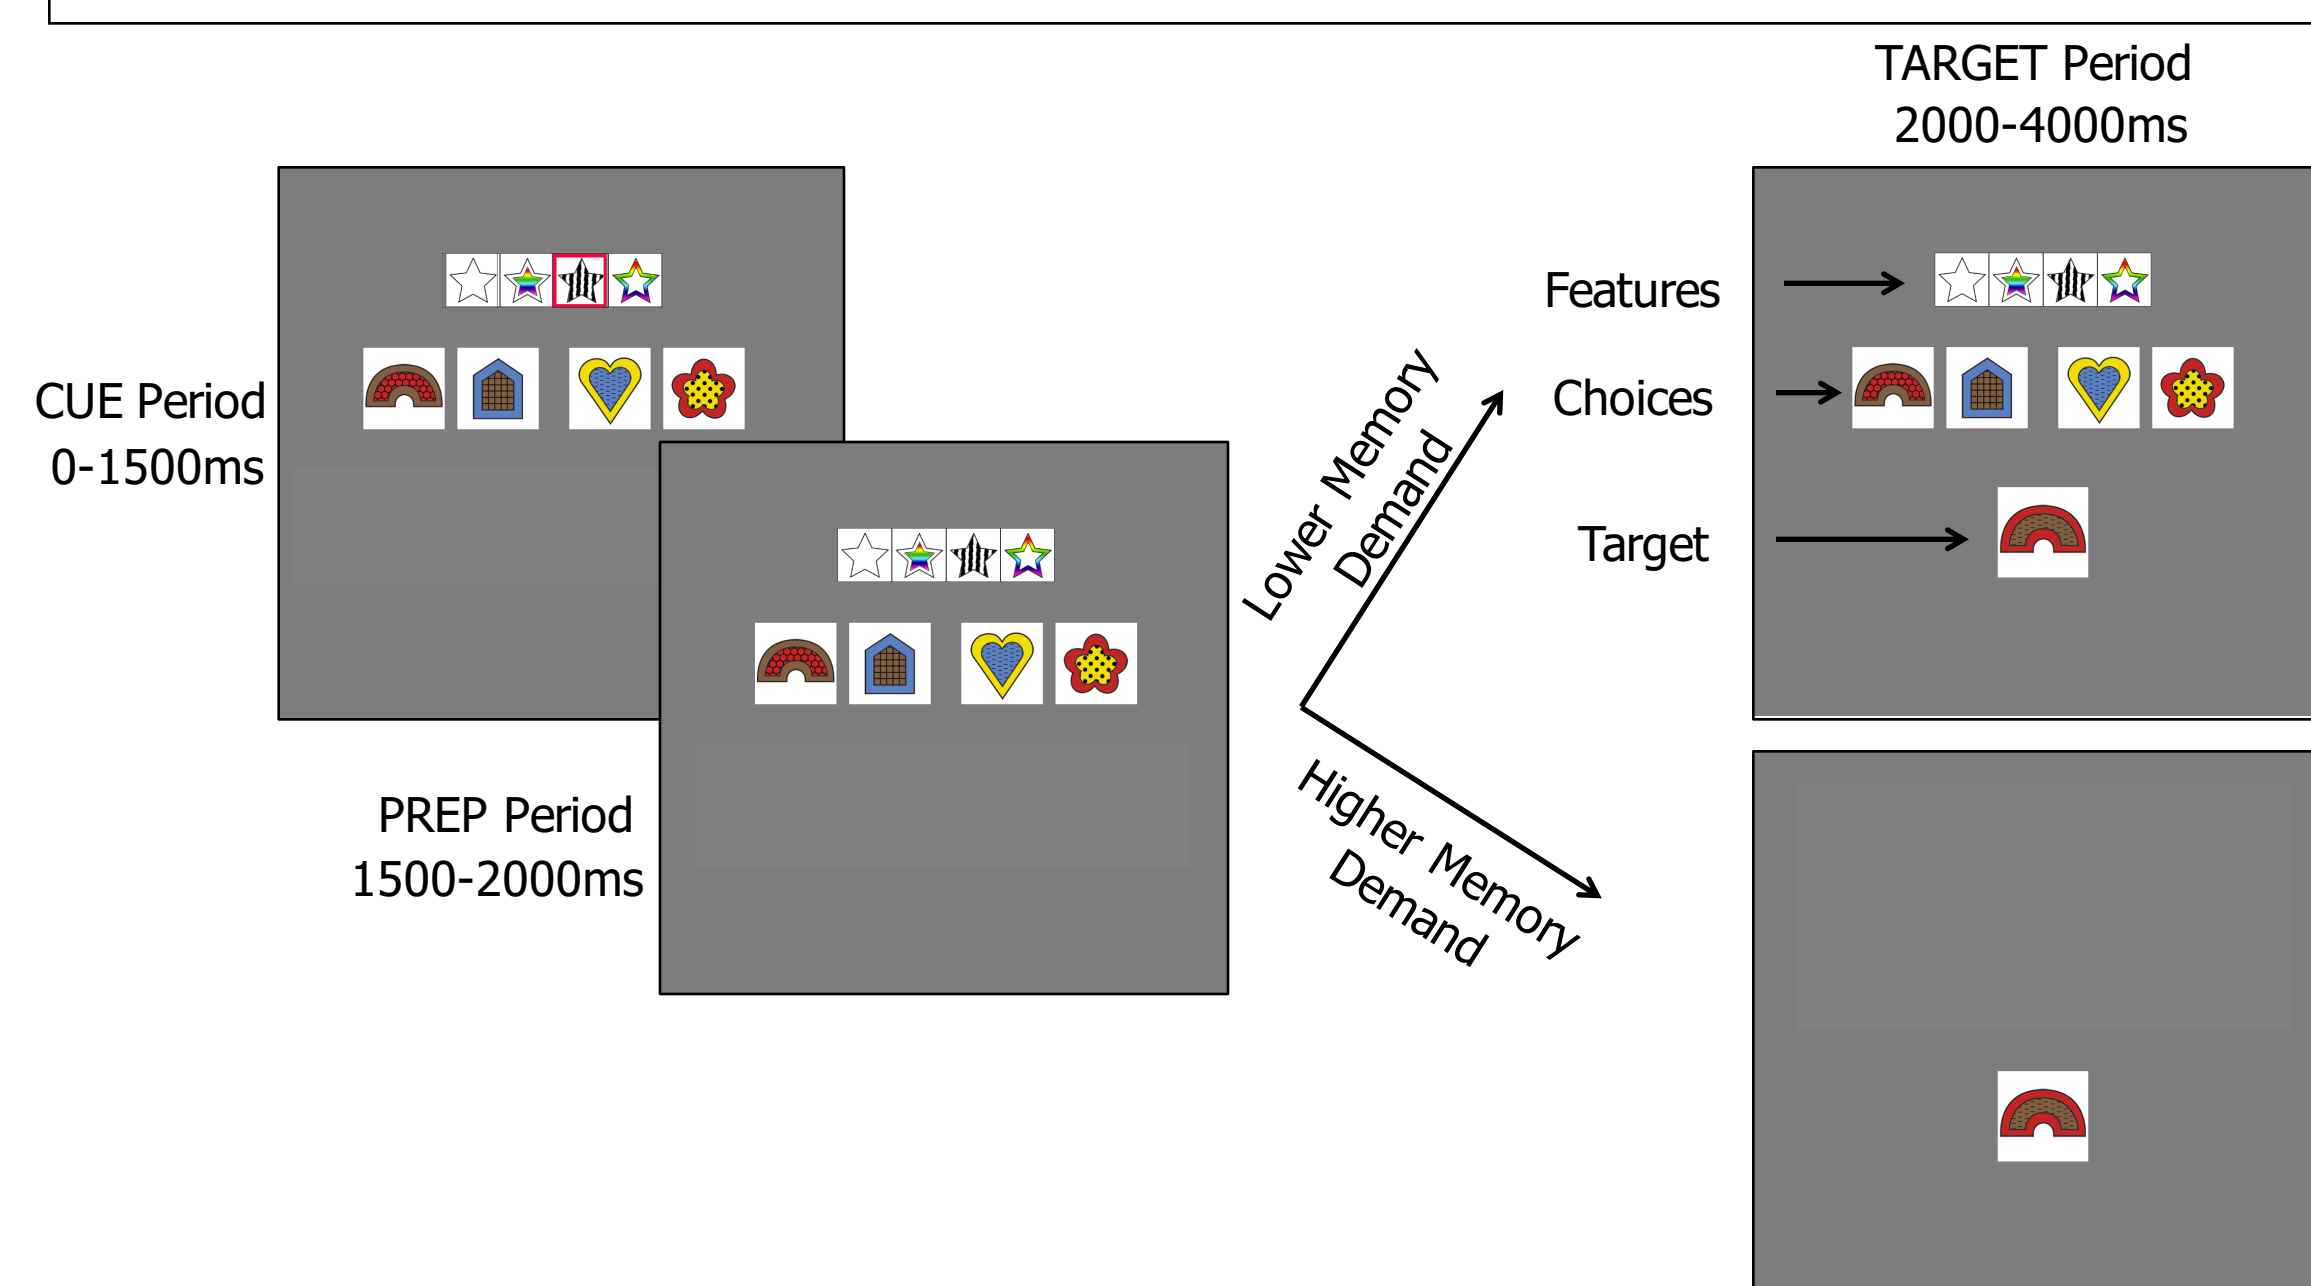 TARGET Period
2000-4000ms
CUE Period
0-1500ms
PREP Period
1500-2000ms
Lower Memory
Demand
Higher Memory
Demand
Features
Choices
Target